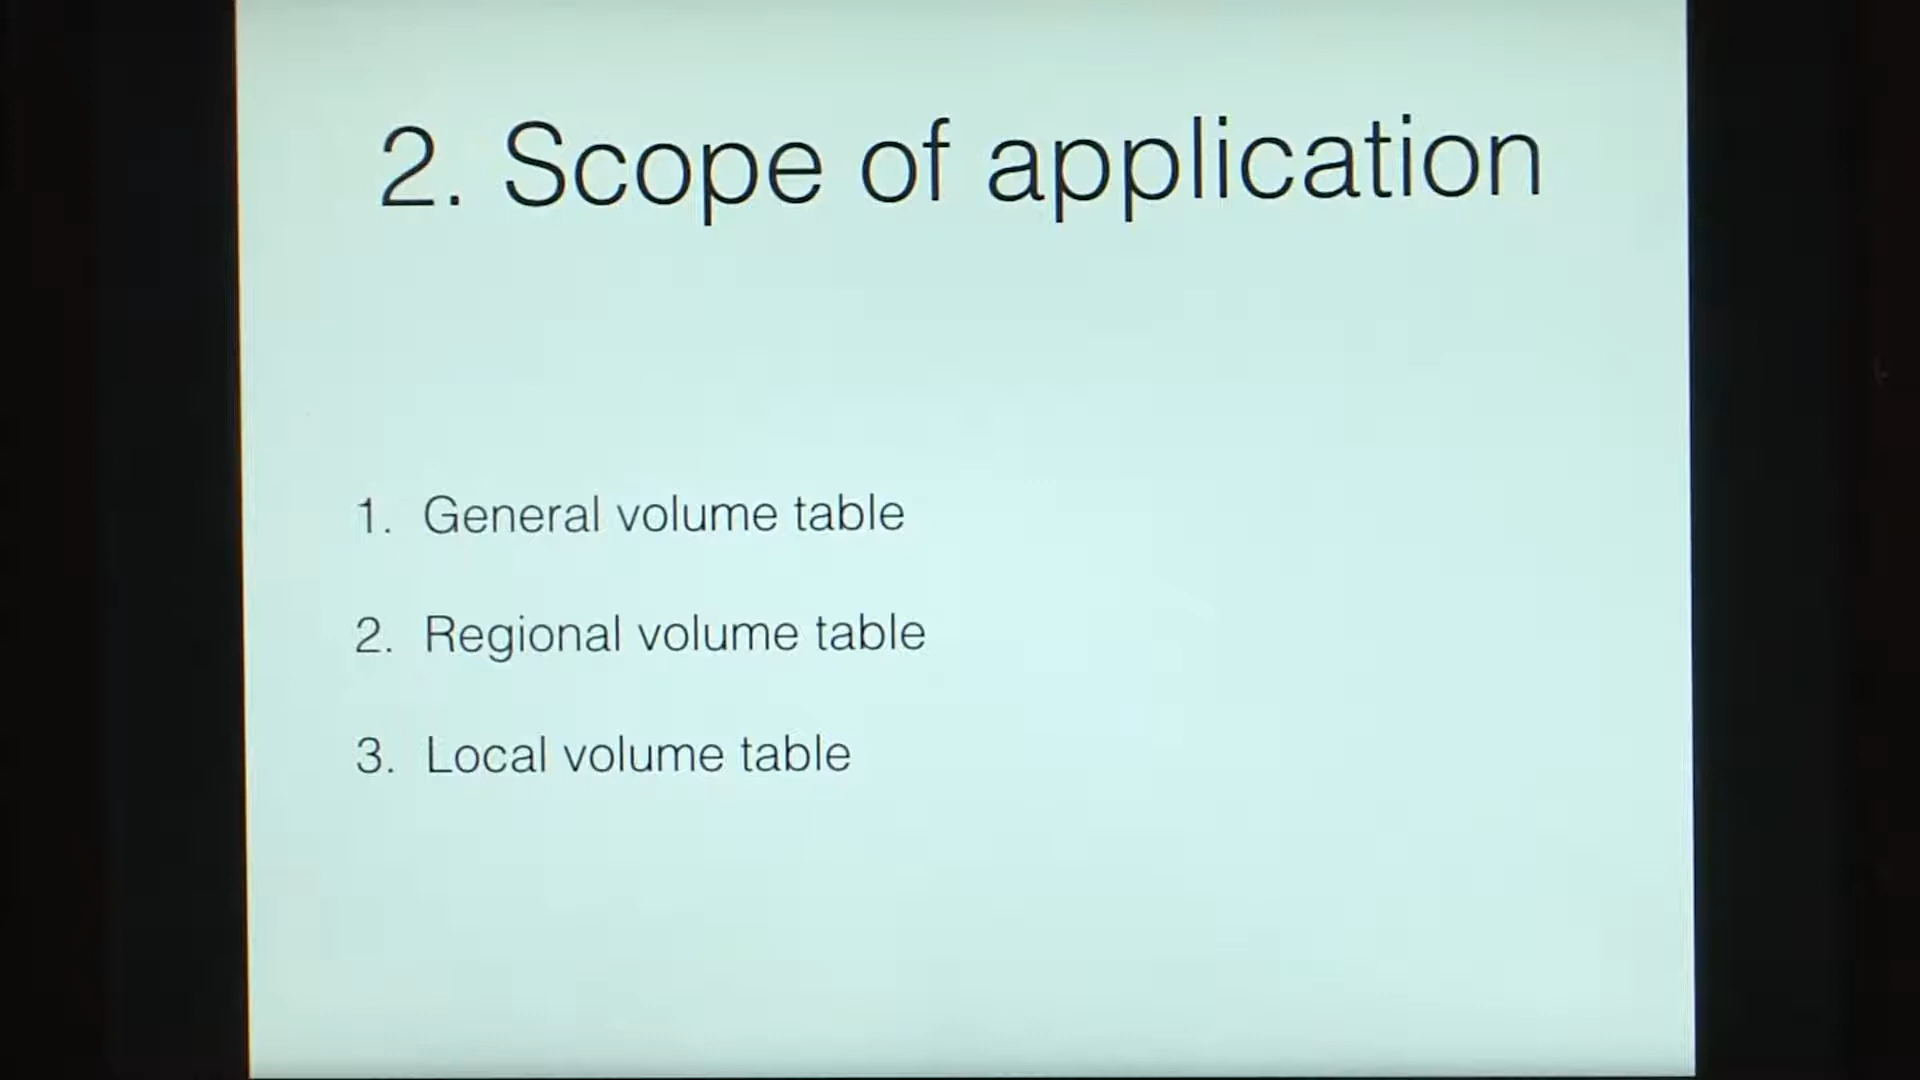 2. Scope of application
1. General volume table
2. Regional volume table
3. Local volume table